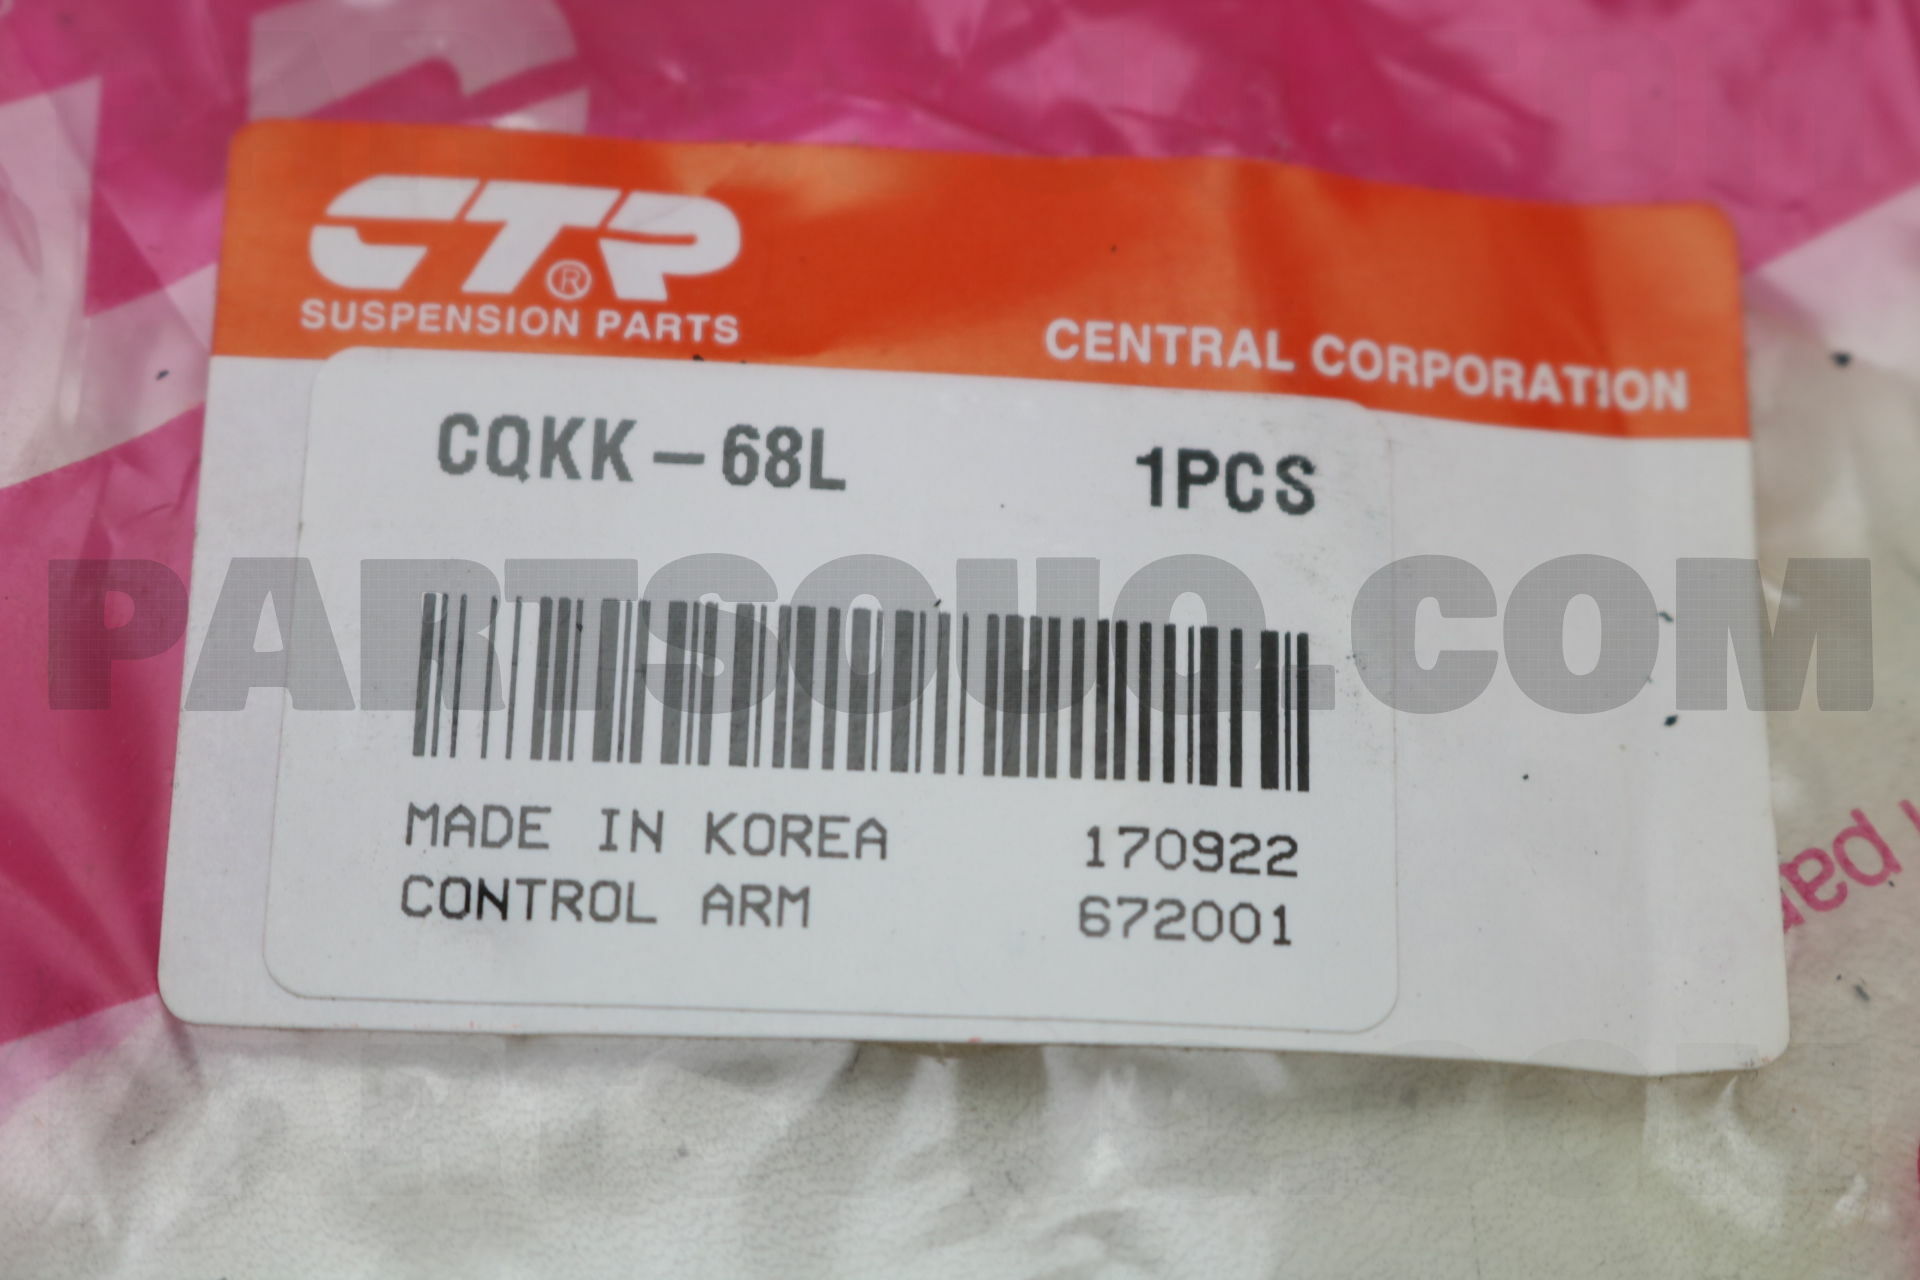 CTR®
SUSPENSION PARTS
CENTRAL CORPORATION
CQKK-68L 1PCS
PARTSOUQ.COM
MADE IN KOREA 170922
CONTROL ARM 672001